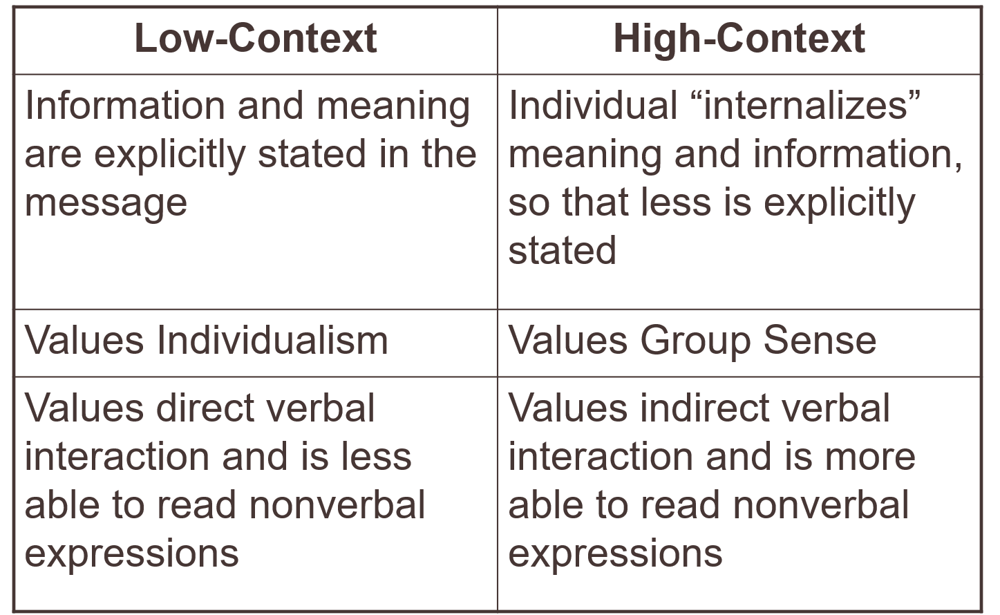 Low-Context
High-Context
Information and meaning
are explicitly stated in the
message
Individual “internalizes”
meaning and information,
so that less is explicitly
stated
Values Individualism
Values Group Sense
Values direct verbal
interaction and is less
able to read nonverbal
expressions
Values indirect verbal
interaction and is more
able to read nonverbal
expressions